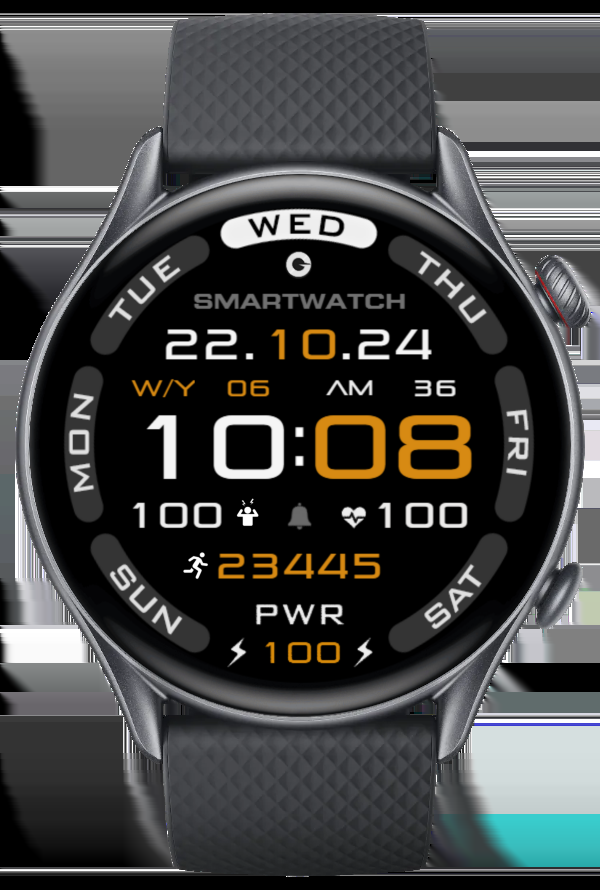 WED
TUE
THU
SMARTWATCH
22.10.24
W/Y 06 AM 36
MON
10:08
FRI
100 100
23445
SUN
PWR
SAT
100